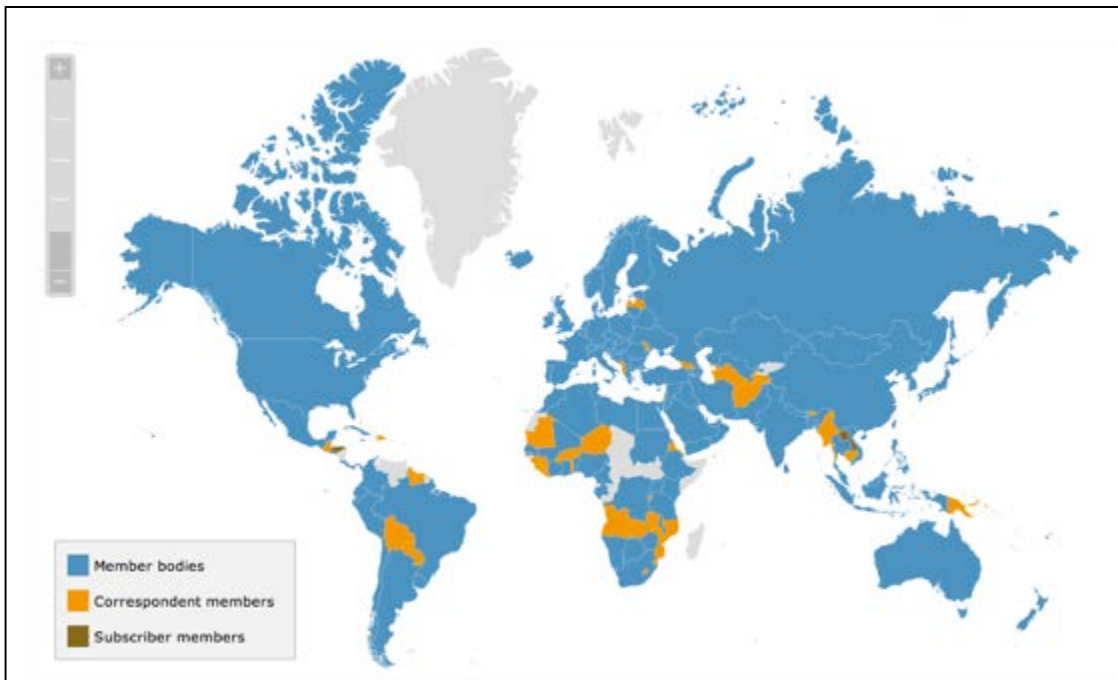 +
−
Member bodies
Correspondent members
Subscriber members